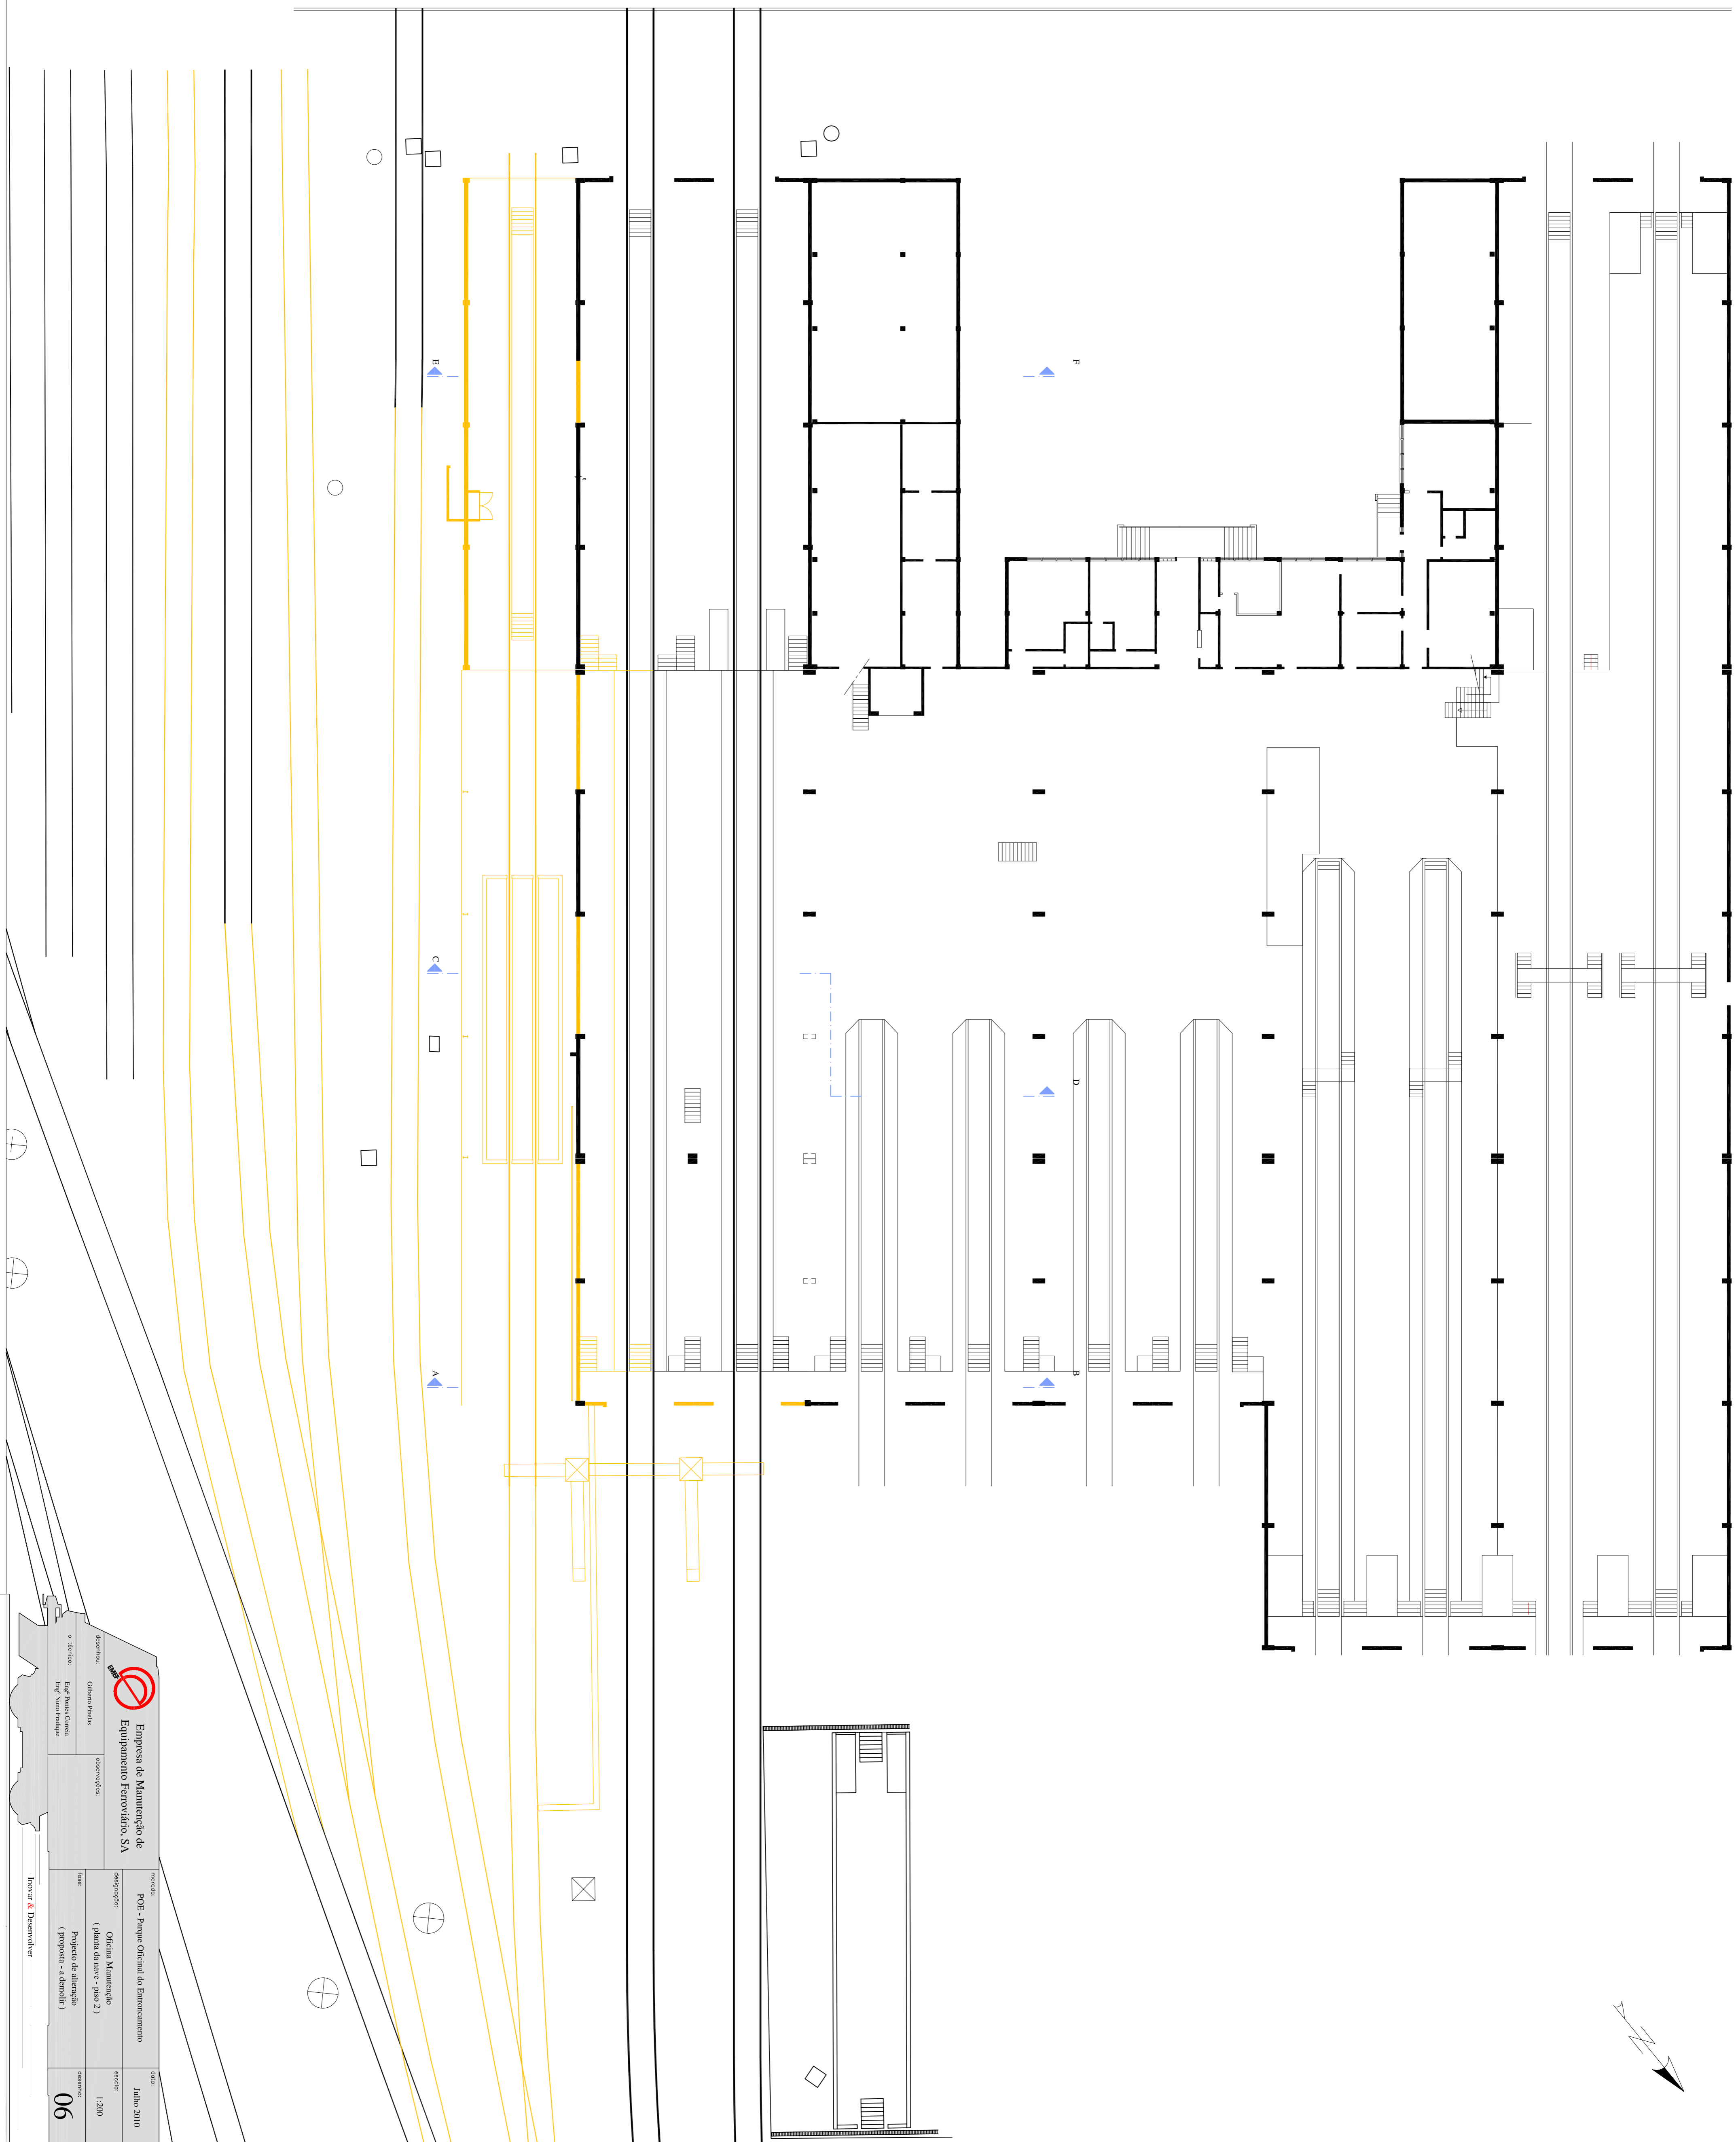 E
F
C
D
A
B
EMEF
Empresa de Manutenção de
Equipamento Ferroviário, SA
desenhou:
Gilberto Pinelas
o técnico:
Engº Pontes Correia
Engº Nuno Fradique
observações:
morada:
POE - Parque Oficinal do Entroncamento
designação:
Oficina Manutenção
( planta da nave - piso 2 )
fase:
Projecto de alteração
( proposta - a demolir )
data:
Julho 2010
escala:
1:200
desenho:
06
Inovar & Desenvolver
N